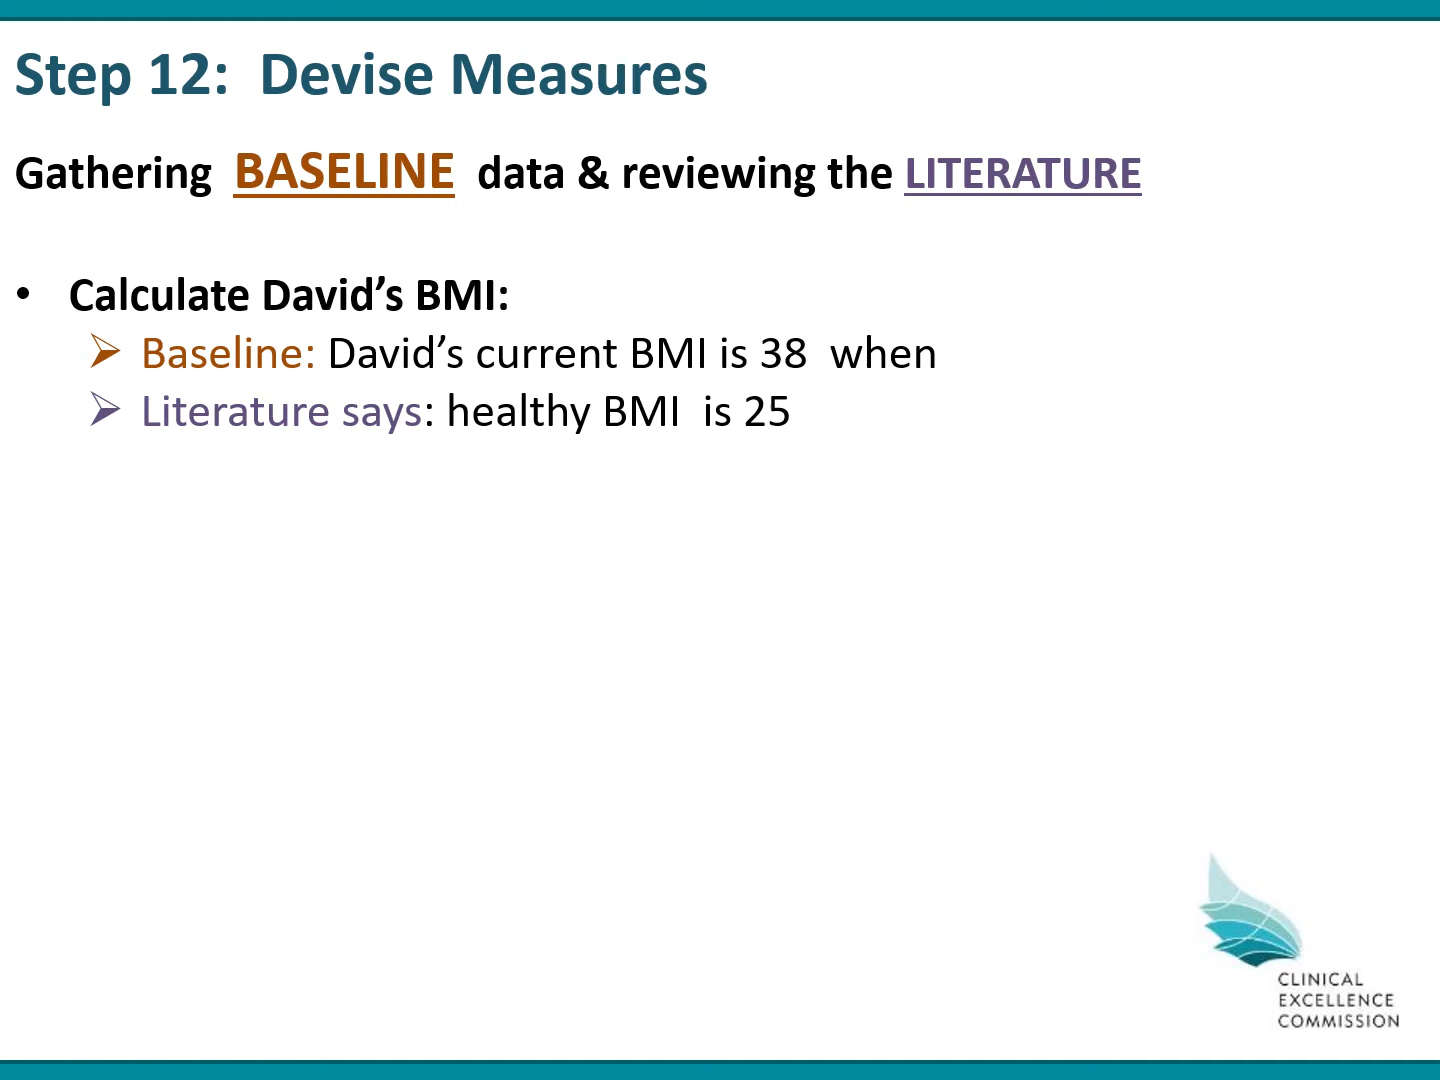 Step 12:  Devise Measures
Gathering  BASELINE  data & reviewing the LITERATURE
• Calculate David’s BMI:
➢ Baseline: David’s current BMI is 38  when
➢ Literature says: healthy BMI  is 25
CLINICAL
EXCELLENCE
COMMISSION